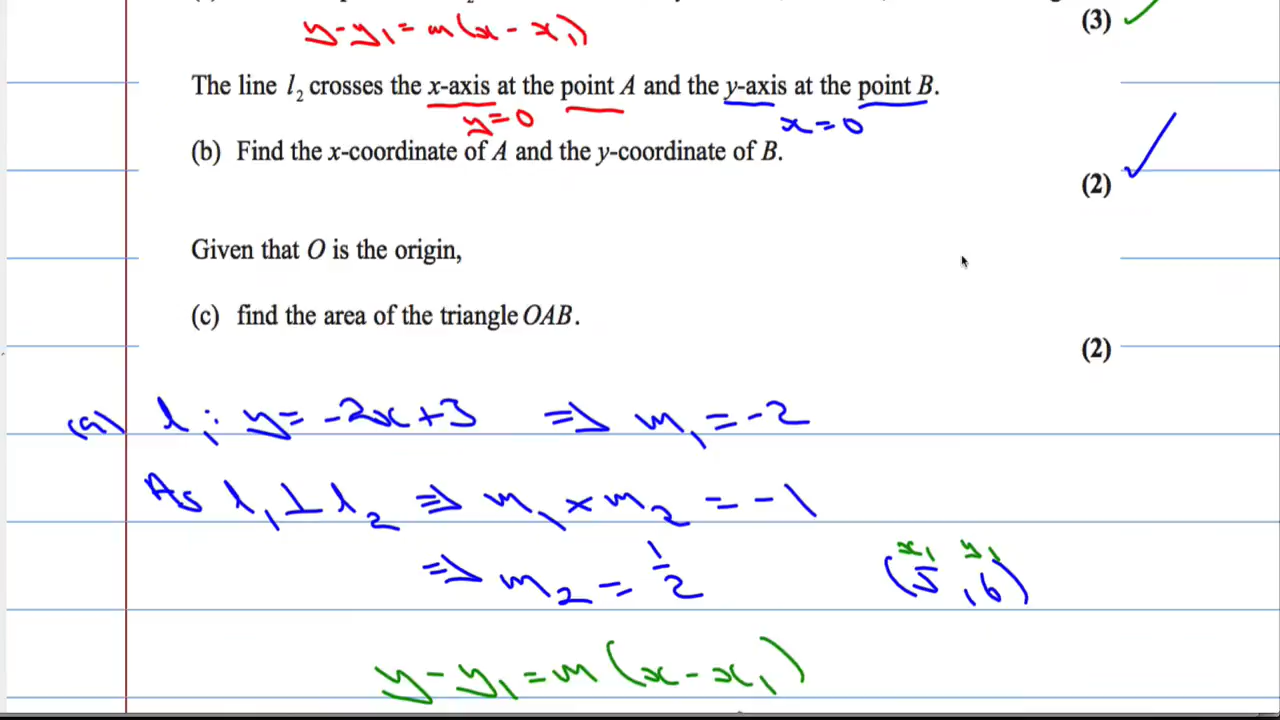 (3)
y-y₁=m(x-x₁)
The line l₂ crosses the x-axis at the point A and the y-axis at the point B.
y=0 x=0
(b) Find the x-coordinate of A and the y-coordinate of B.
(2)
Given that O is the origin,
(c) find the area of the triangle OAB.
(2)
(a) l₁: y=-2x+3 ⇒ m₁=-2
As l₁⊥l₂ ⇒ m₁×m₂=-1
x₁ y₁
⇒ m₂=1/2 (5,6)
y-y₁=m(x-x₁)